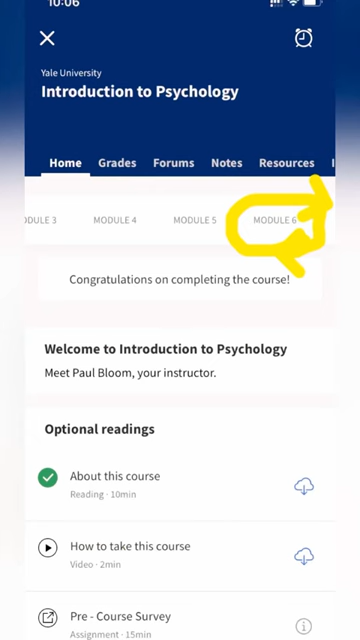 10:06
Yale University
Introduction to Psychology
Home Grades Forums Notes Resources
ODULE 3 MODULE 4 MODULE 5 MODULE 6
Congratulations on completing the course!
Welcome to Introduction to Psychology
Meet Paul Bloom, your instructor.
Optional readings
About this course
Reading · 10min
How to take this course
Video · 2min
Pre - Course Survey
Assignment · 15min